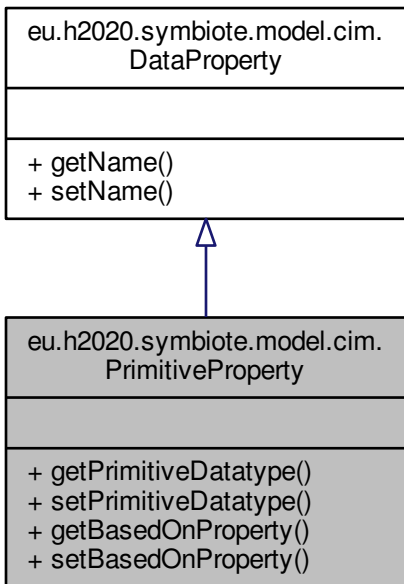 eu.h2020.symbiote.model.cim.
DataProperty
+ getName()
+ setName()
eu.h2020.symbiote.model.cim.
PrimitiveProperty
+ getPrimitiveDatatype()
+ setPrimitiveDatatype()
+ getBasedOnProperty()
+ setBasedOnProperty()